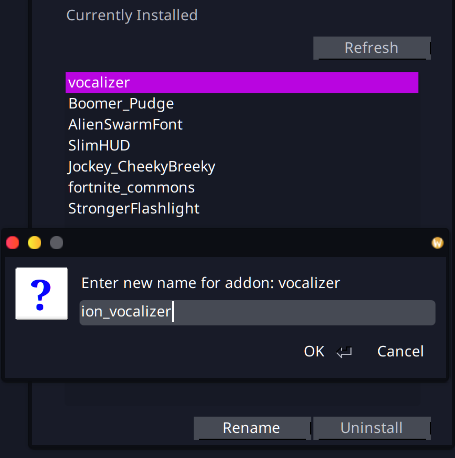 Currently Installed
Refresh
vocalizer
Boomer_Pudge
AlienSwarmFont
SlimHUD
Jockey_CheekyBreeky
fortnite_commons
StrongerFlashlight
?
Enter new name for addon: vocalizer
ion_vocalizer
OK Cancel
Rename Uninstall